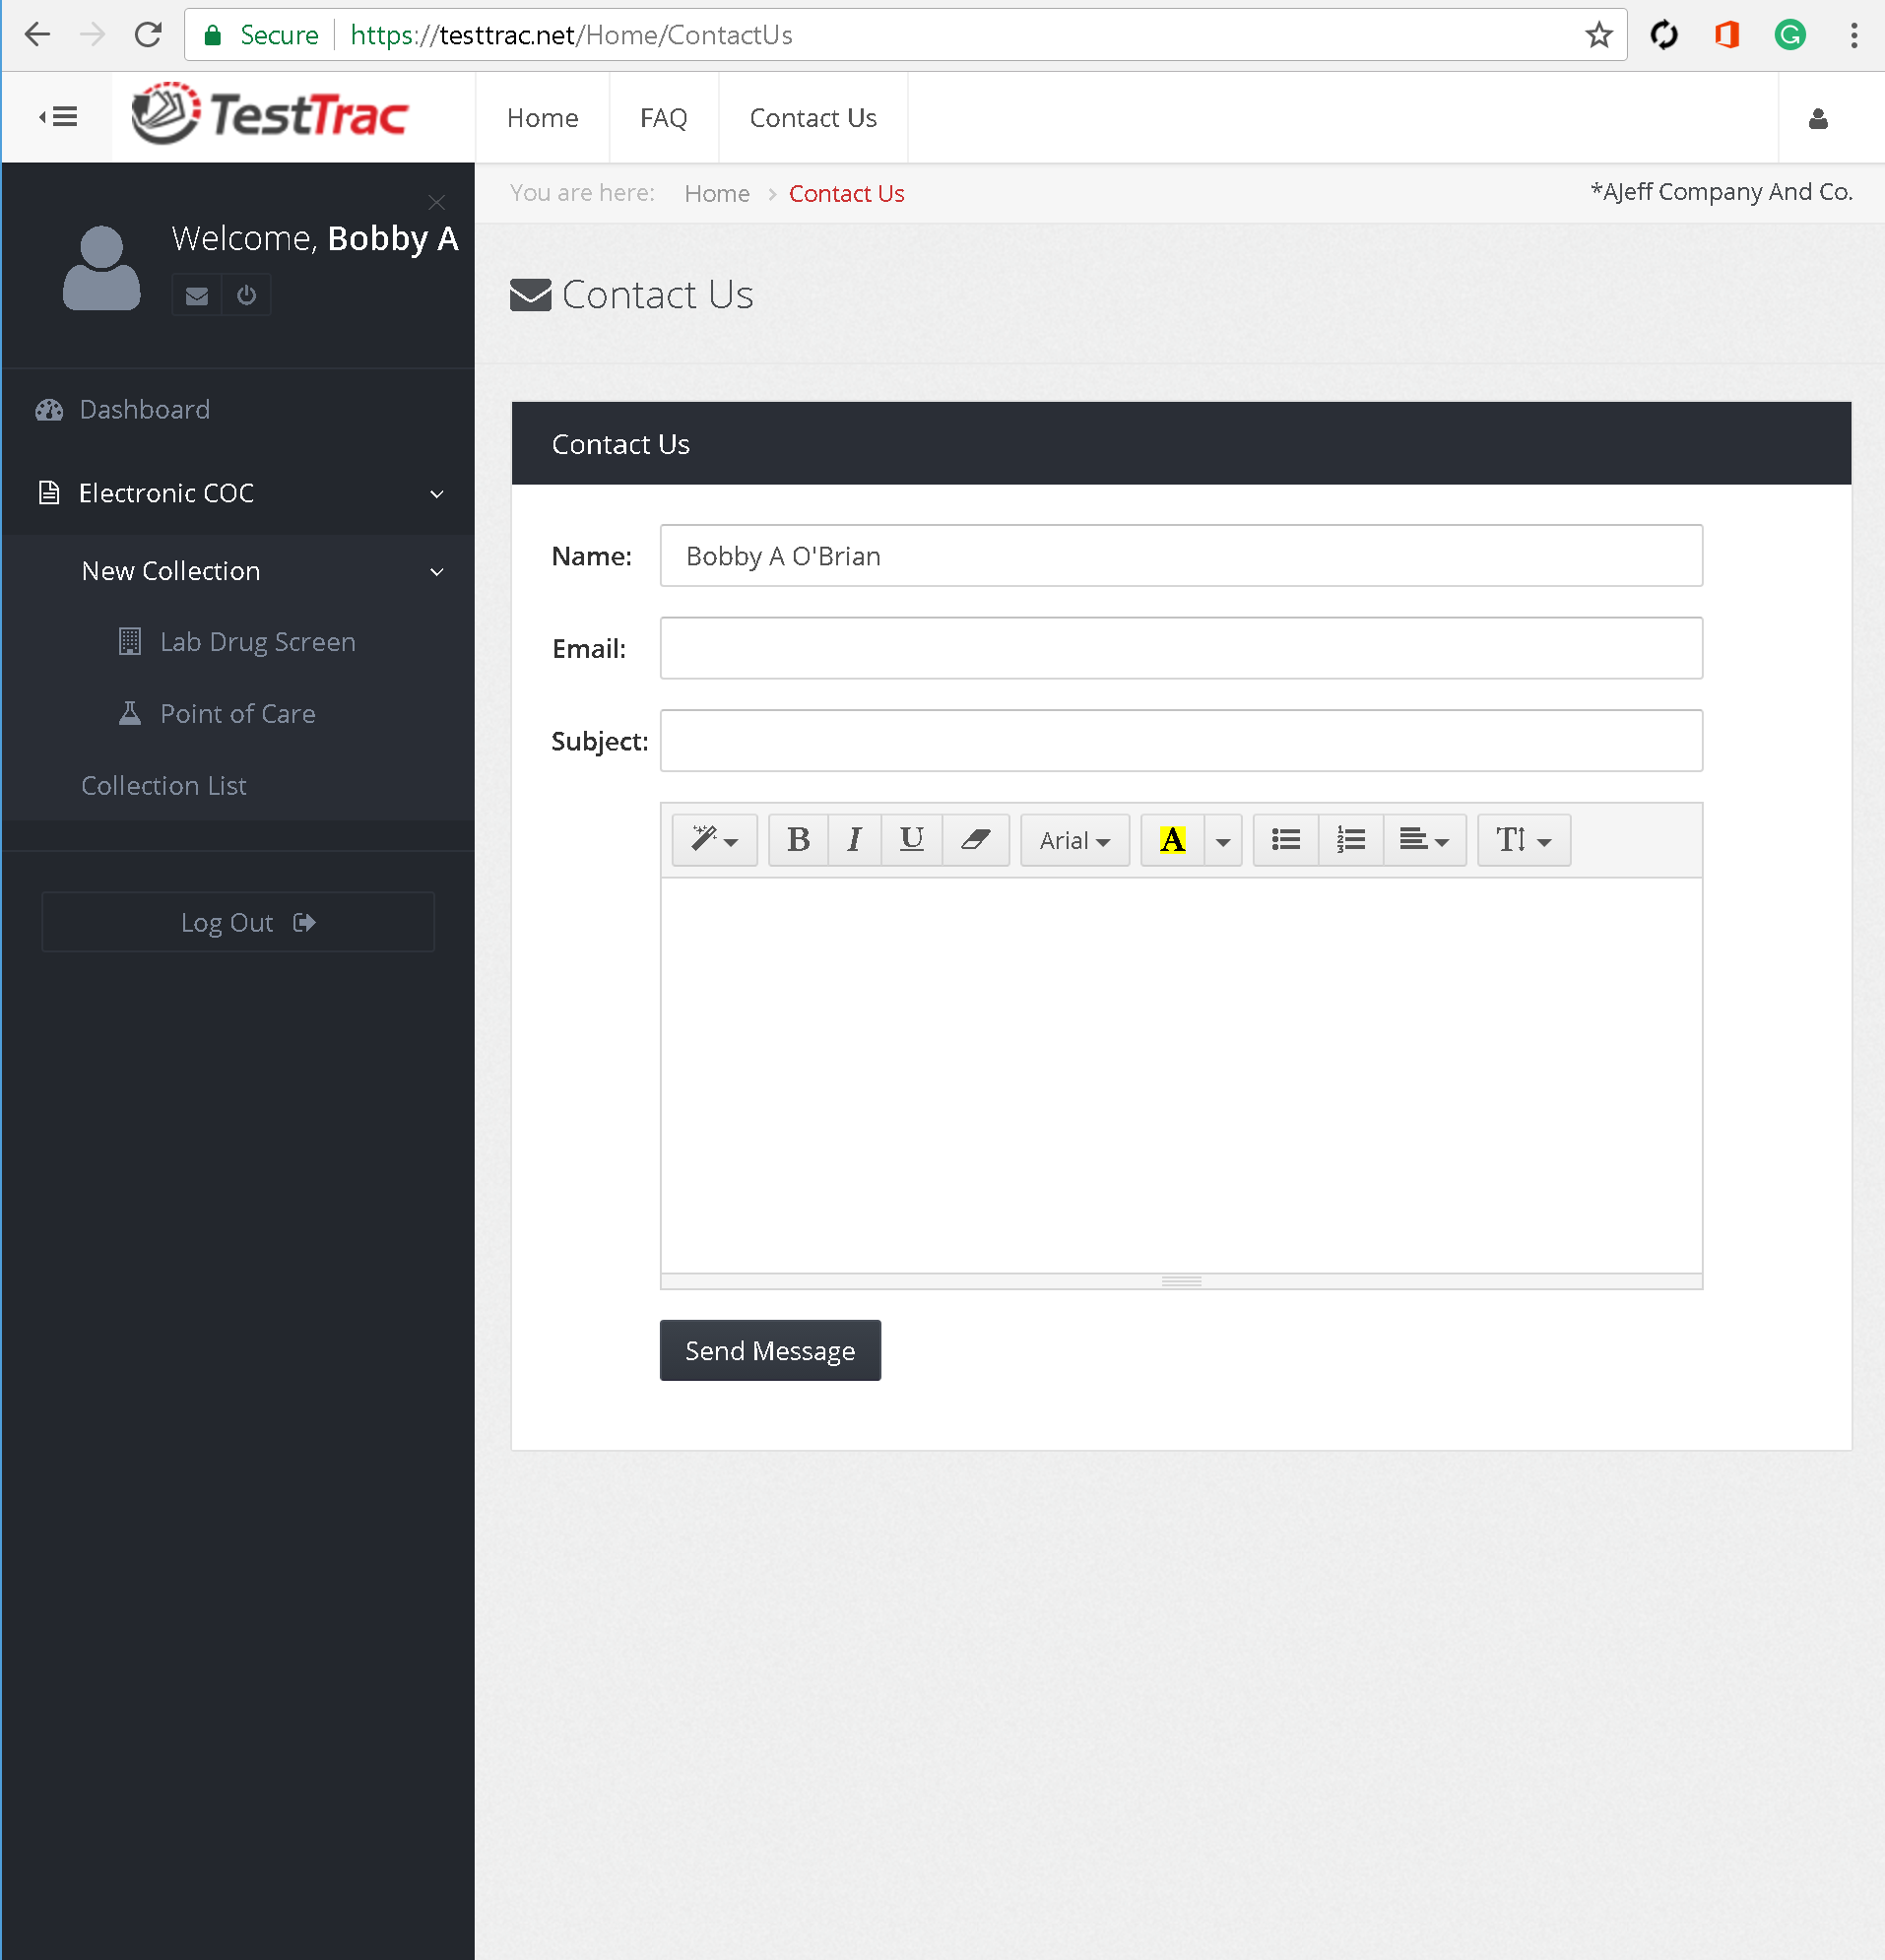 Secure https://testtrac.net/Home/ContactUs
TestTrac
Home
FAQ
Contact Us
Welcome, Bobby A
You are here: Home > Contact Us
*AJeff Company And Co.
Contact Us
Dashboard
Electronic COC
New Collection
Lab Drug Screen
Point of Care
Collection List
Log Out
Contact Us
Name: Bobby A O'Brian
Email:
Subject:
B I U Arial A T
Send Message